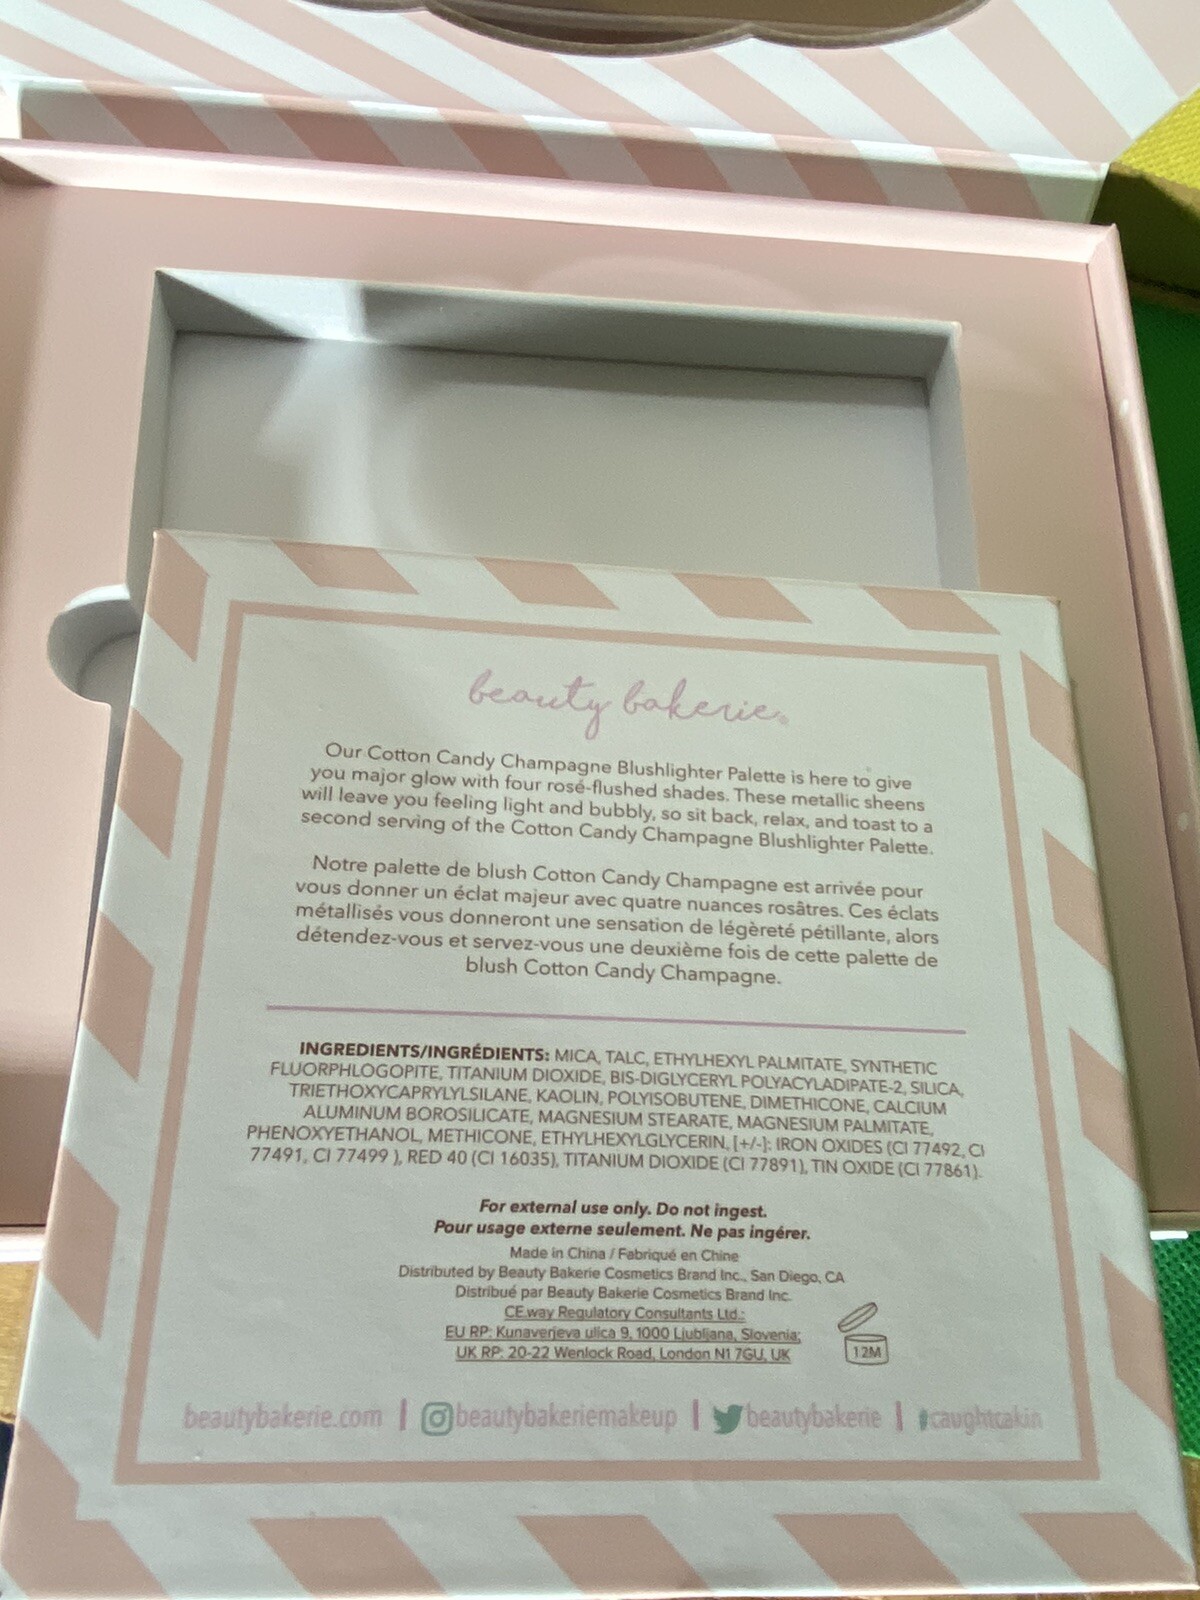 beauty bakerie®
Our Cotton Candy Champagne Blushlighter Palette is here to give
you major glow with four rosé-flushed shades. These metallic sheens
will leave you feeling light and bubbly, so sit back, relax, and toast to a
second serving of the Cotton Candy Champagne Blushlighter Palette.
Notre palette de blush Cotton Candy Champagne est arrivée pour
vous donner un éclat majeur avec quatre nuances rosâtres. Ces éclats
métallisés vous donneront une sensation de légèreté pétillante, alors
détendez-vous et servez-vous une deuxième fois de cette palette de
blush Cotton Candy Champagne.
INGREDIENTS/INGRÉDIENTS: MICA, TALC, ETHYLHEXYL PALMITATE, SYNTHETIC
FLUORPHLOGOPITE, TITANIUM DIOXIDE, BIS-DIGLYCERYL POLYACYLADIPATE-2, SILICA,
TRIETHOXYCAPRYLYLSILANE, KAOLIN, POLYISOBUTENE, DIMETHICONE, CALCIUM
ALUMINUM BOROSILICATE, MAGNESIUM STEARATE, MAGNESIUM PALMITATE,
PHENOXYETHANOL, METHICONE, ETHYLHEXYLGLYCERIN, [+/-]: IRON OXIDES (CI 77492, CI
77491, CI 77499 ), RED 40 (CI 16035), TITANIUM DIOXIDE (CI 77891), TIN OXIDE (CI 77861).
For external use only. Do not ingest.
Pour usage externe seulement. Ne pas ingérer.
Made in China / Fabriqué en Chine
Distributed by Beauty Bakerie Cosmetics Brand Inc., San Diego, CA
Distribué par Beauty Bakerie Cosmetics Brand Inc.
CE.way Regulatory Consultants Ltd.:
EU RP: Kunaverjeva ulica 9, 1000 Ljubljana, Slovenia;
UK RP: 20-22 Wenlock Road, London N1 7GU, UK
12M
beautybakerie.com | beautybakeriemakeup | beautybakerie | #caughtcakin